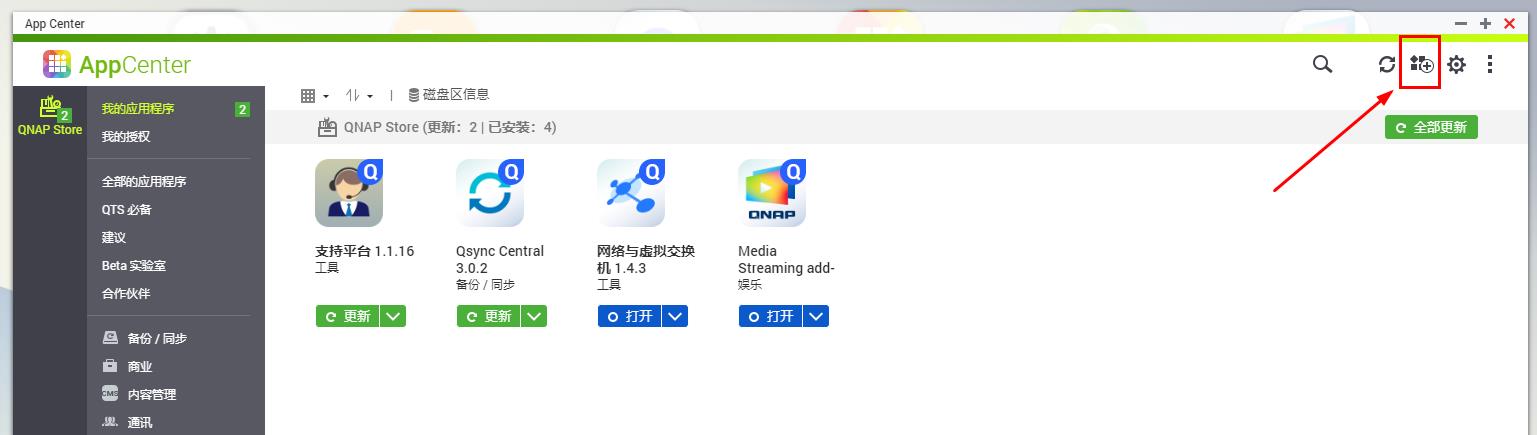 App Center
AppCenter
磁盘区信息
2
QNAP Store
我的应用程序 2
我的授权
全部的应用程序
QTS 必备
建议
Beta 实验室
合作伙伴
备份 / 同步
商业
CMS 内容管理
通讯
QNAP Store (更新：2 | 已安装：4)
全部更新
Q
支持平台 1.1.16
工具
更新
Q
Qsync Central
3.0.2
备份 / 同步
更新
Q
网络与虚拟交换
机 1.4.3
工具
打开
Q
QNAP
Media
Streaming add-
娱乐
打开